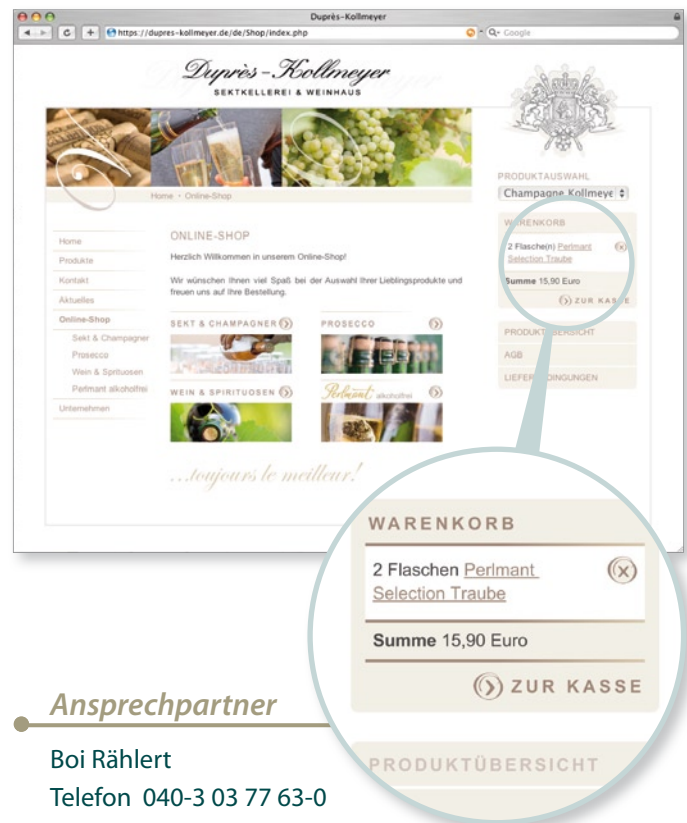 Duprès-Kollmeyer
https://dupres-kollmeyer.de/de/Shop/index.php
Google
Duprès-Kollmeyer
SEKTKELLEREI & WEINHAUS
Home • Online-Shop
Home
Produkte
Kontakt
Aktuelles
Online-Shop
Sekt & Champagner
Prosecco
Wein & Sprituosen
Perlmant alkoholfrei
Unternehmen
ONLINE-SHOP
Herzlich Willkommen in unserem Online-Shop!
Wir wünschen Ihnen viel Spaß bei der Auswahl Ihrer Lieblingsprodukte und
freuen uns auf Ihre Bestellung.
SEKT & CHAMPAGNER
PROSECCO
WEIN & SPIRITUOSEN
Perlmant alkoholfrei
...toujours le meilleur!
PRODUKTAUSWAHL
Champagne Kollmeye
WARENKORB
2 Flasche(n) Perlmant
Selection Traube
Summe 15,90 Euro
ZUR KASSE
AGB
WARENKORB
2 Flaschen Perlmant
Selection Traube
Summe 15,90 Euro
ZUR KASSE
PRODUKTÜBERSICHT
Ansprechpartner
Boi Rählert
Telefon 040-3 03 77 63-0